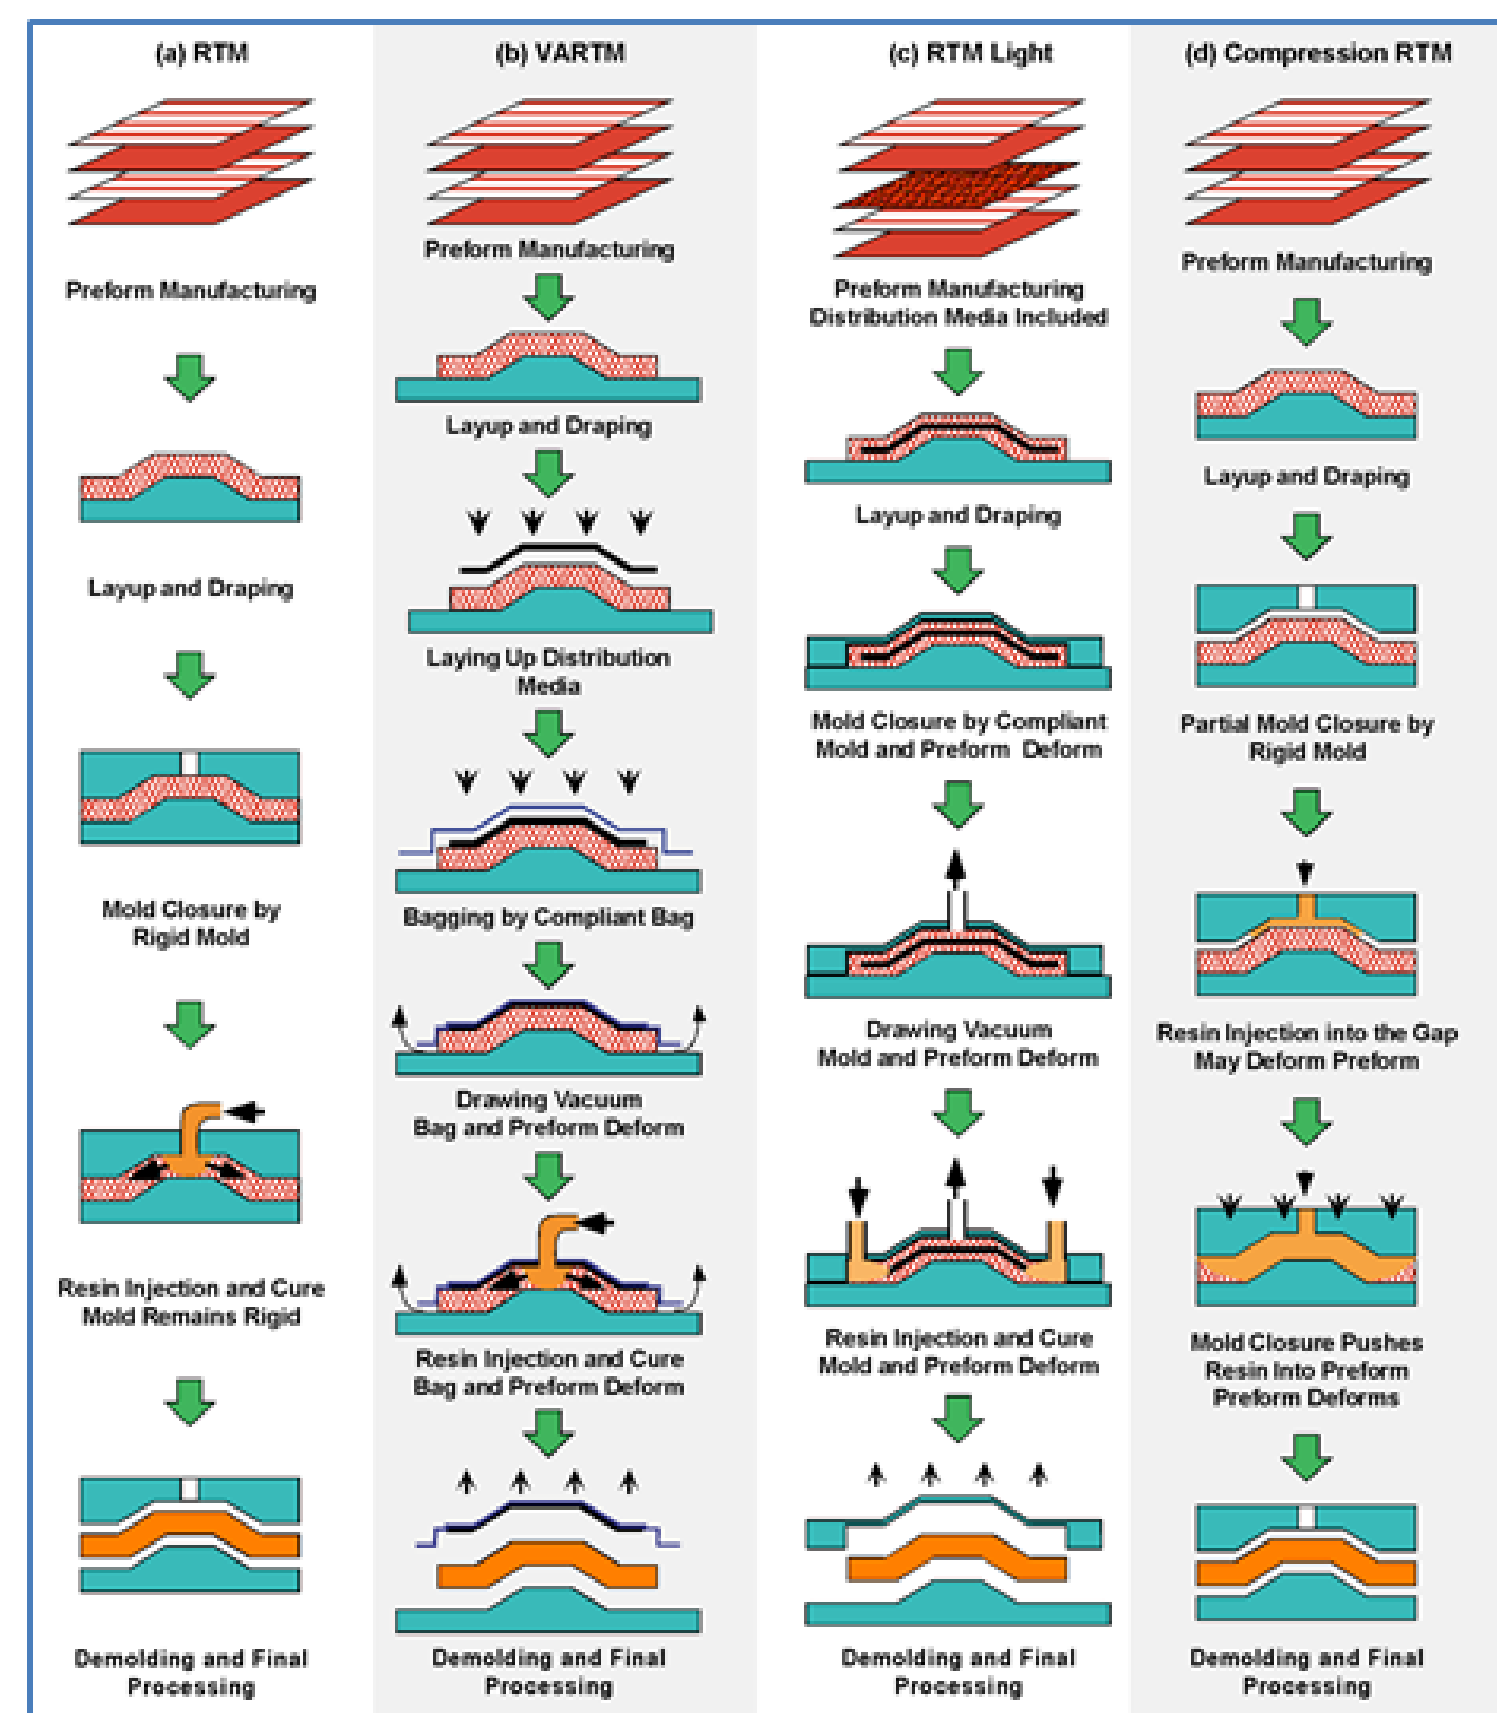 (a) RTM
Preform Manufacturing
Layup and Draping
Mold Closure by
Rigid Mold
Resin Injection and Cure
Mold Remains Rigid
Demolding and Final
Processing
(b) VARTM
Preform Manufacturing
Layup and Draping
Laying Up Distribution
Media
Bagging by Compliant Bag
Drawing Vacuum
Bag and Preform Deform
Resin Injection and Cure
Bag and Preform Deform
Demolding and Final
Processing
(c) RTM Light
Preform Manufacturing
Distribution Media Included
Layup and Draping
Mold Closure by Compliant
Mold and Preform Deform
Drawing Vacuum
Mold and Preform Deform
Resin Injection and Cure
Mold and Preform Deform
Demolding and Final
Processing
(d) Compression RTM
Preform Manufacturing
Layup and Draping
Partial Mold Closure by
Rigid Mold
Resin Injection into the Gap
May Deform Preform
Mold Closure Pushes
Resin Into Preform
Preform Deforms
Demolding and Final
Processing